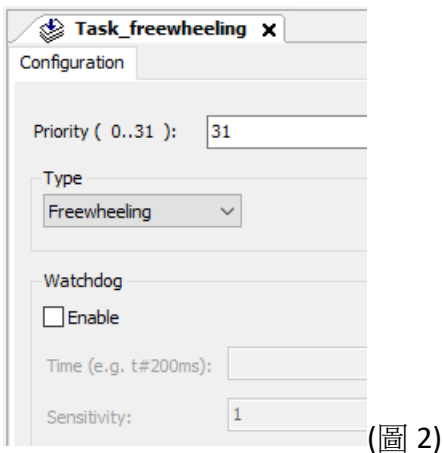 Task_freewheeling x
Configuration
Priority ( 0..31 ): 31
Type
Freewheeling
Watchdog
Enable
Time (e.g. t#200ms):
Sensitivity: 1
(圖 2)